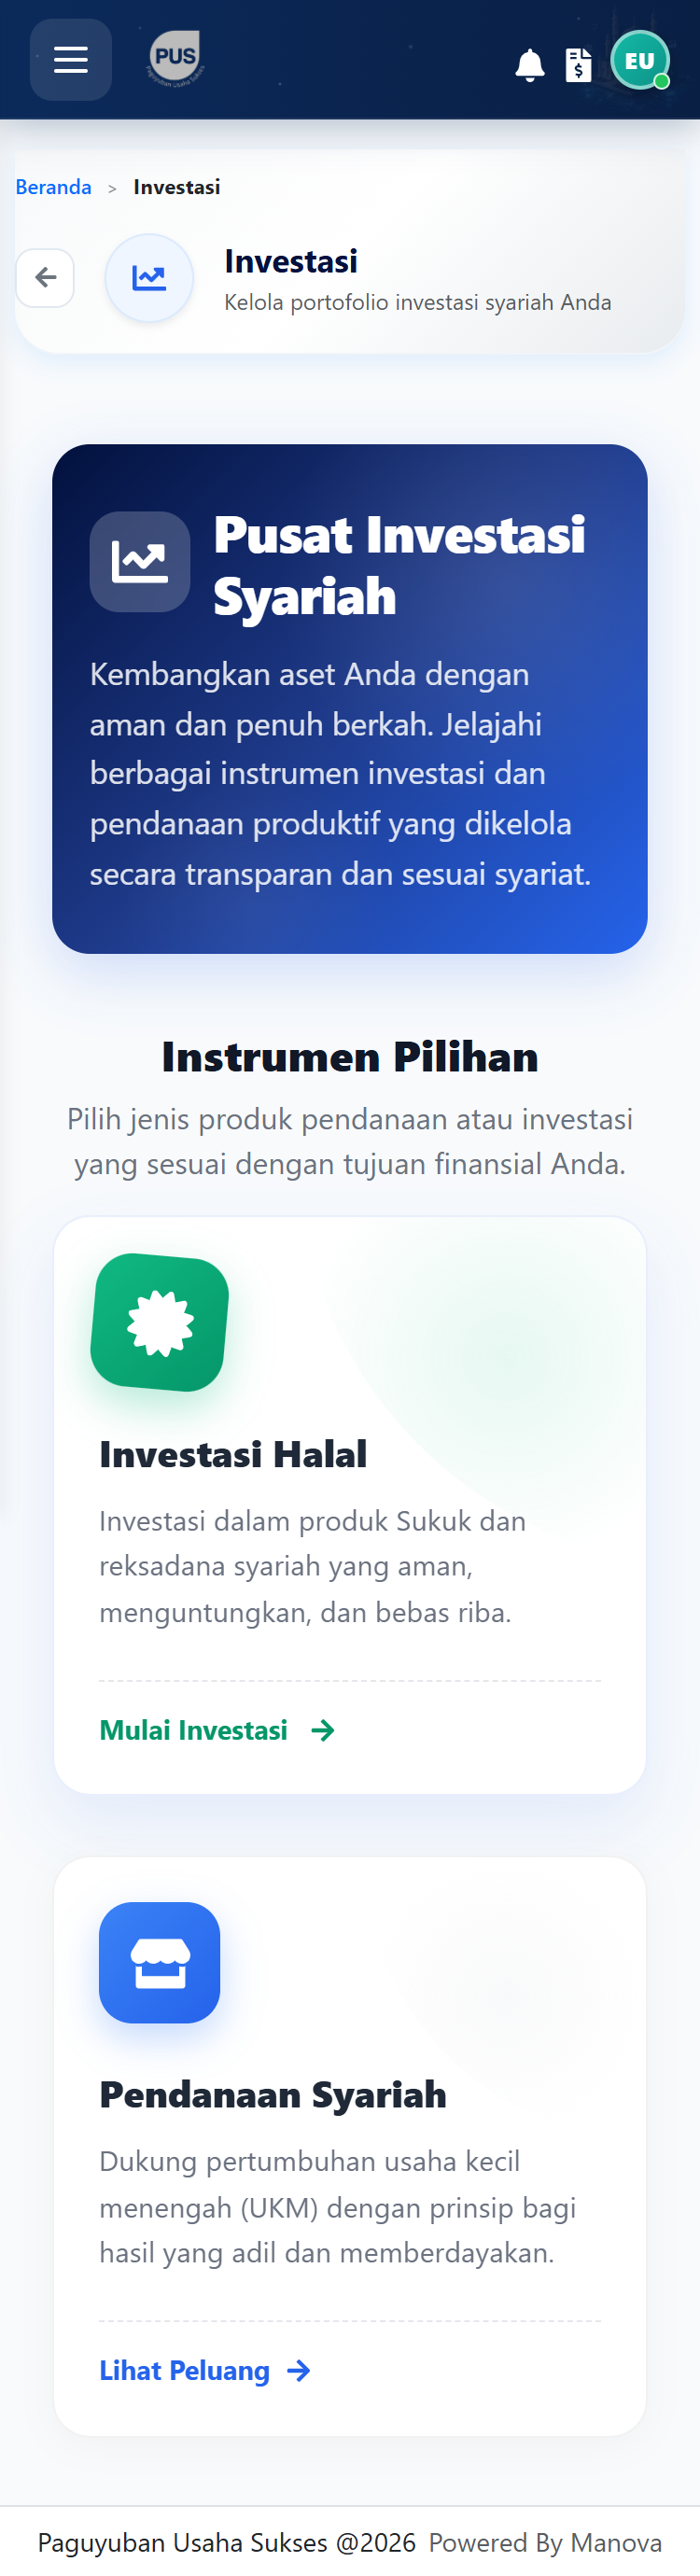 PUS
Paguyuban Usaha Sukses
EU
Beranda > Investasi
Investasi
Kelola portofolio investasi syariah Anda
Pusat Investasi
Syariah
Kembangkan aset Anda dengan
aman dan penuh berkah. Jelajahi
berbagai instrumen investasi dan
pendanaan produktif yang dikelola
secara transparan dan sesuai syariat.
Instrumen Pilihan
Pilih jenis produk pendanaan atau investasi
yang sesuai dengan tujuan finansial Anda.
Investasi Halal
Investasi dalam produk Sukuk dan
reksadana syariah yang aman,
menguntungkan, dan bebas riba.
Mulai Investasi →
Pendanaan Syariah
Dukung pertumbuhan usaha kecil
menengah (UKM) dengan prinsip bagi
hasil yang adil dan memberdayakan.
Lihat Peluang →
Paguyuban Usaha Sukses @2026 Powered By Manova